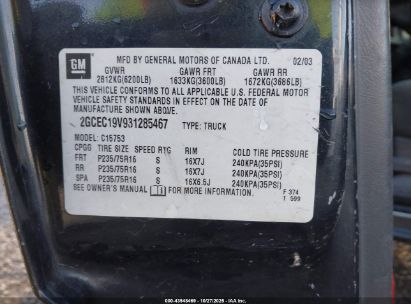 GM
MFD BY GENERAL MOTORS OF CANADA LTD. 02/03
GVWR GAWR FRT GAWR RR
2812KG(6200LB) 1633KG(3600LB) 1672KG(3686LB)
THIS VEHICLE CONFORMS TO ALL APPLICABLE U.S. FEDERAL MOTOR
VEHICLE SAFETY STANDARDS IN EFFECT ON THE DATE OF
MANUFACTURE SHOWN ABOVE.
2GCEC19V931285467 TYPE: TRUCK
MODEL: C15753
CPGG TIRE SIZE SPEED RTG RIM COLD TIRE PRESSURE
FRT P235/75R16 S 16X7J 240KPA(35PSI)
RR P235/75R16 S 16X7J 240KPA(35PSI)
SPA P235/75R16 S 16X6.5J 240KPA(35PSI)
SEE OWNER'S MANUAL FOR MORE INFORMATION.
F 374
T 599